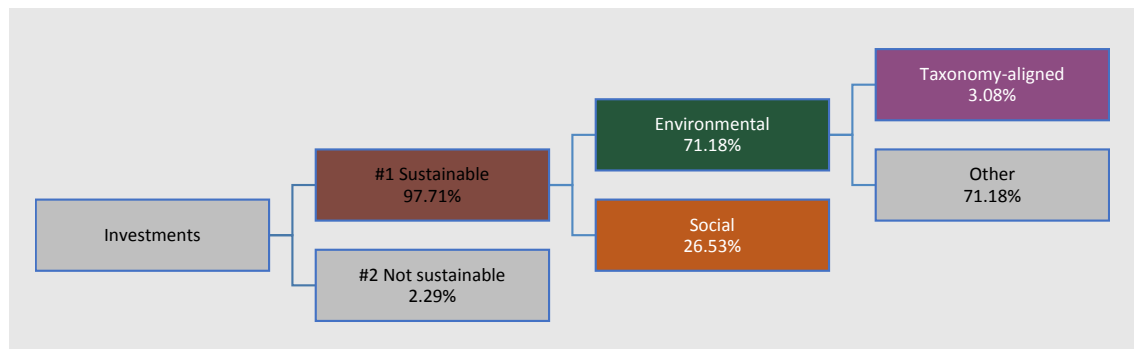 Investments
#1 Sustainable
97.71%
#2 Not sustainable
2.29%
Environmental
71.18%
Social
26.53%
Taxonomy-aligned
3.08%
Other
71.18%